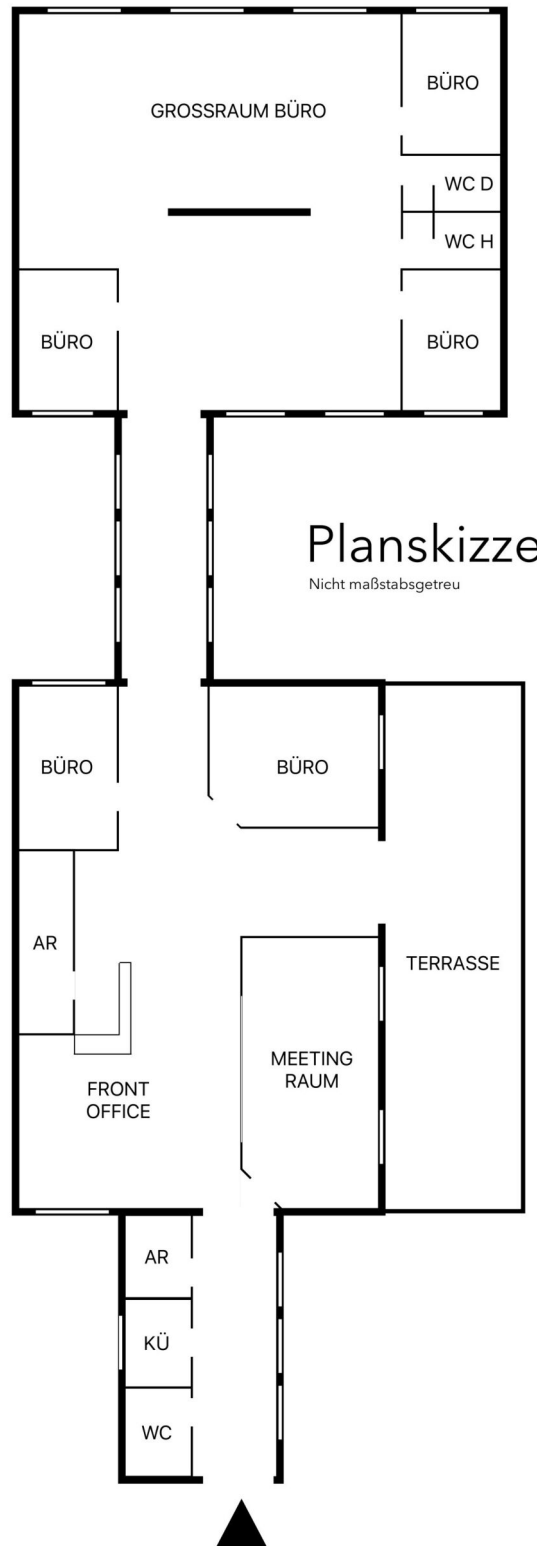 GROSSRAUM BÜRO
BÜRO
WC D
WC H
BÜRO
BÜRO
Planskizze
Nicht maßstabsgetreu
BÜRO
BÜRO
AR
TERRASSE
MEETING
RAUM
FRONT
OFFICE
AR
KÜ
WC